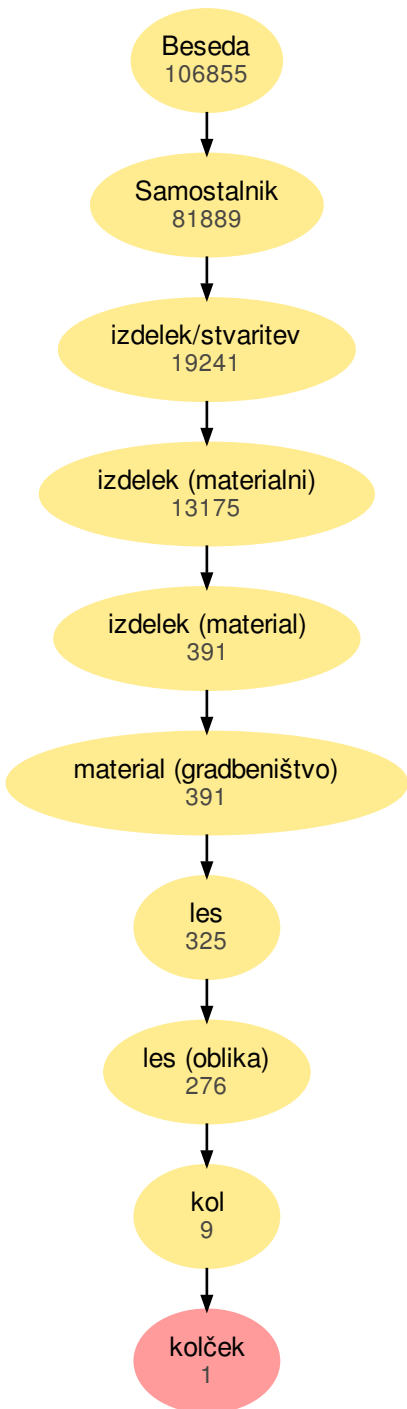 Beseda
106855
Samostalnik
81889
izdelek/stvaritev
19241
izdelek (materialni)
13175
izdelek (material)
391
material (gradbeništvo)
391
les
325
les (oblika)
276
kol
9
kolček
1